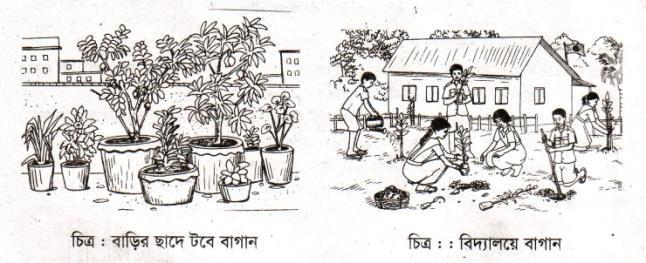 চিত্র : বাড়ির ছাদে টবে বাগান
চিত্র : : বিদ্যালয়ে বাগান